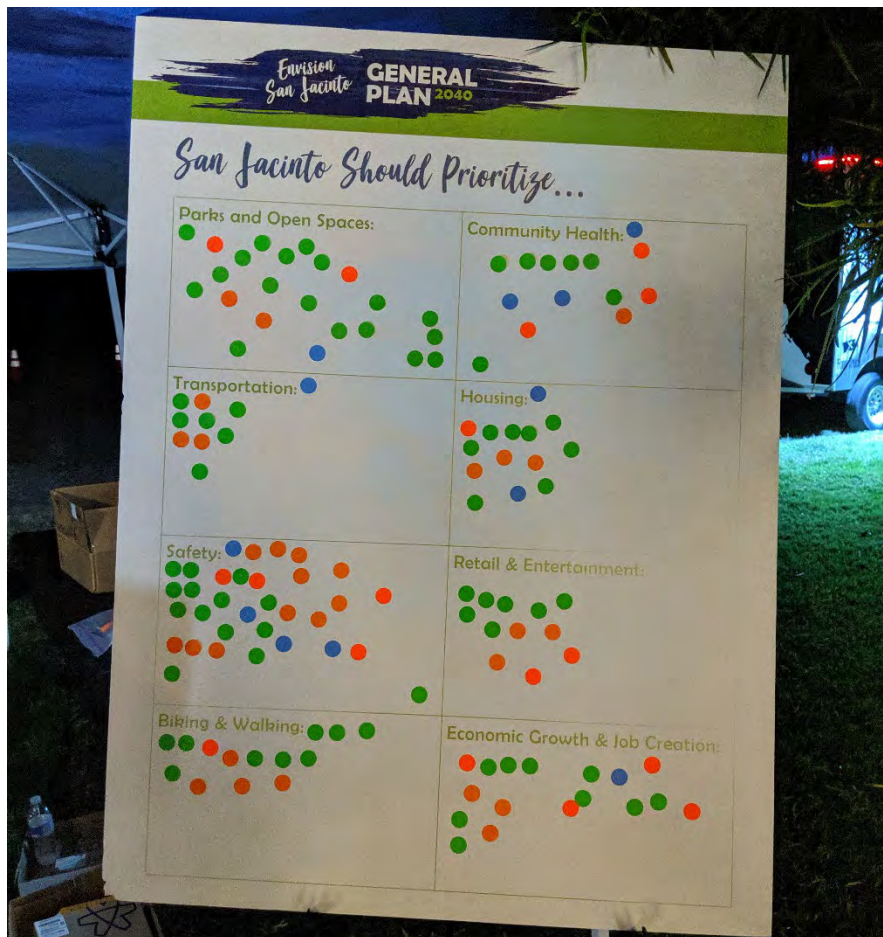 Envision
San Jacinto
GENERAL
PLAN 2040
San Jacinto Should Prioritize...
Parks and Open Spaces:
Community Health:
Transportation:
Housing:
Safety:
Retail & Entertainment:
Biking & Walking:
Economic Growth & Job Creation: